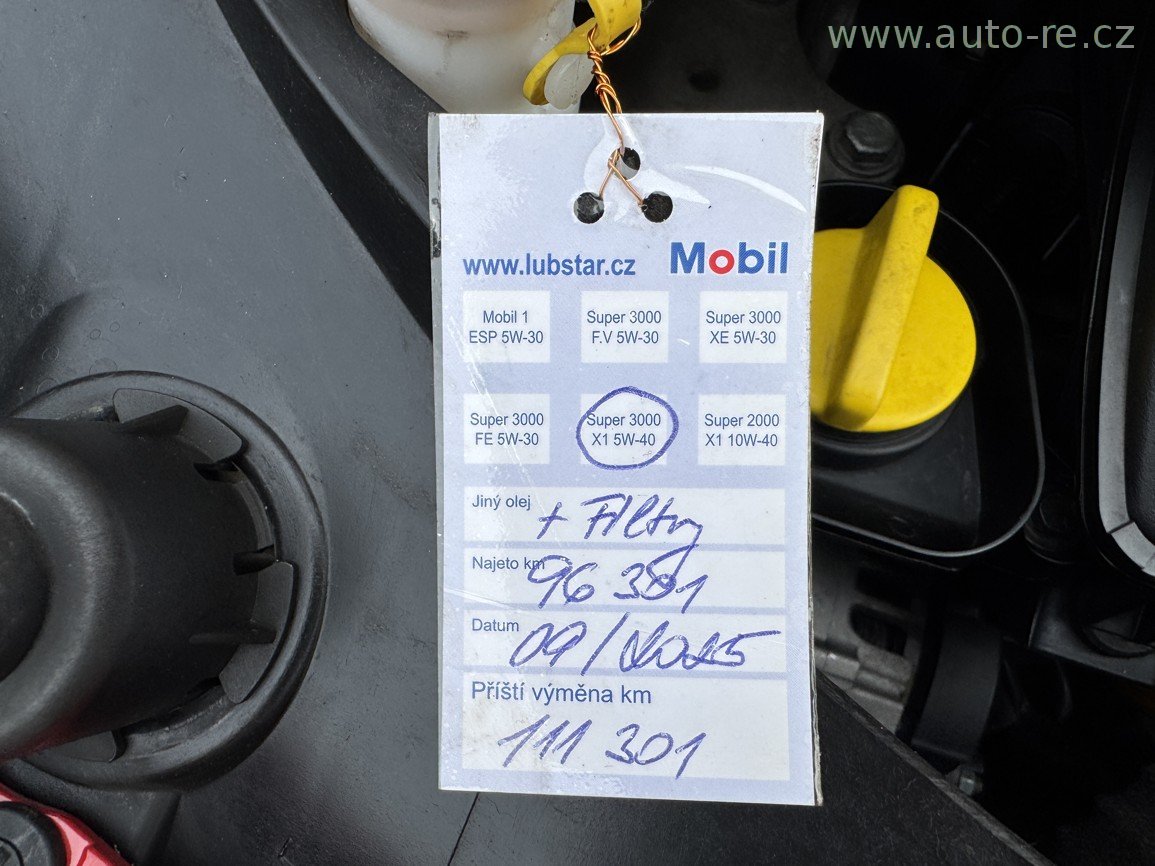 www.auto-re.cz
www.lubstar.cz Mobil
Mobil 1
ESP 5W-30
Super 3000
F.V 5W-30
Super 3000
XE 5W-30
Super 3000
FE 5W-30
Super 3000
X1 5W-40
Super 2000
X1 10W-40
Jiný olej + Filtry
Najeto km 96 301
Datum 09/2025
Příští výměna km
111 301